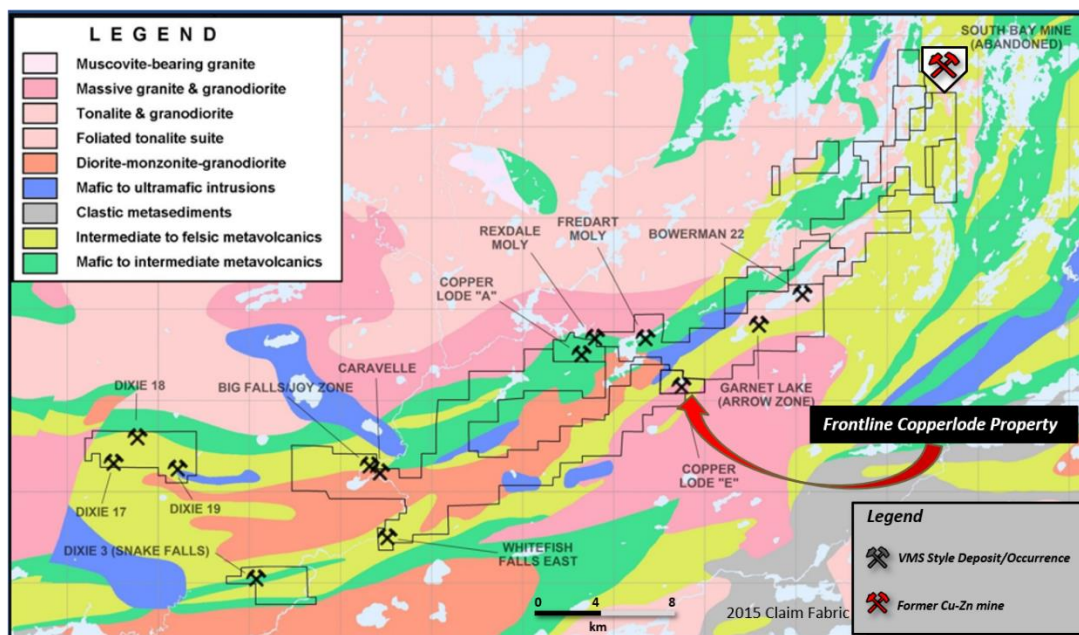 L E G E N D
Muscovite-bearing granite
Massive granite & granodiorite
Tonalite & granodiorite
Foliated tonalite suite
Diorite-monzonite-granodiorite
Mafic to ultramafic intrusions
Clastic metasediments
Intermediate to felsic metavolcanics
Mafic to intermediate metavolcanics
SOUTH BAY MINE
(ABANDONED)
FREDART
MOLY
REXDALE
MOLY
BOWERMAN 22
COPPER
LODE "A"
CARAVELLE
BIG FALLS/JOY ZONE
DIXIE 18
GARNET LAKE
(ARROW ZONE)
Frontline Copperlode Property
COPPER
LODE "E"
DIXIE 17
DIXIE 19
DIXIE 3 (SNAKE FALLS)
WHITEFISH
FALLS EAST
0 4 8
km
2015 Claim Fabric
Legend
VMS Style Deposit/Occurrence
Former Cu-Zn mine